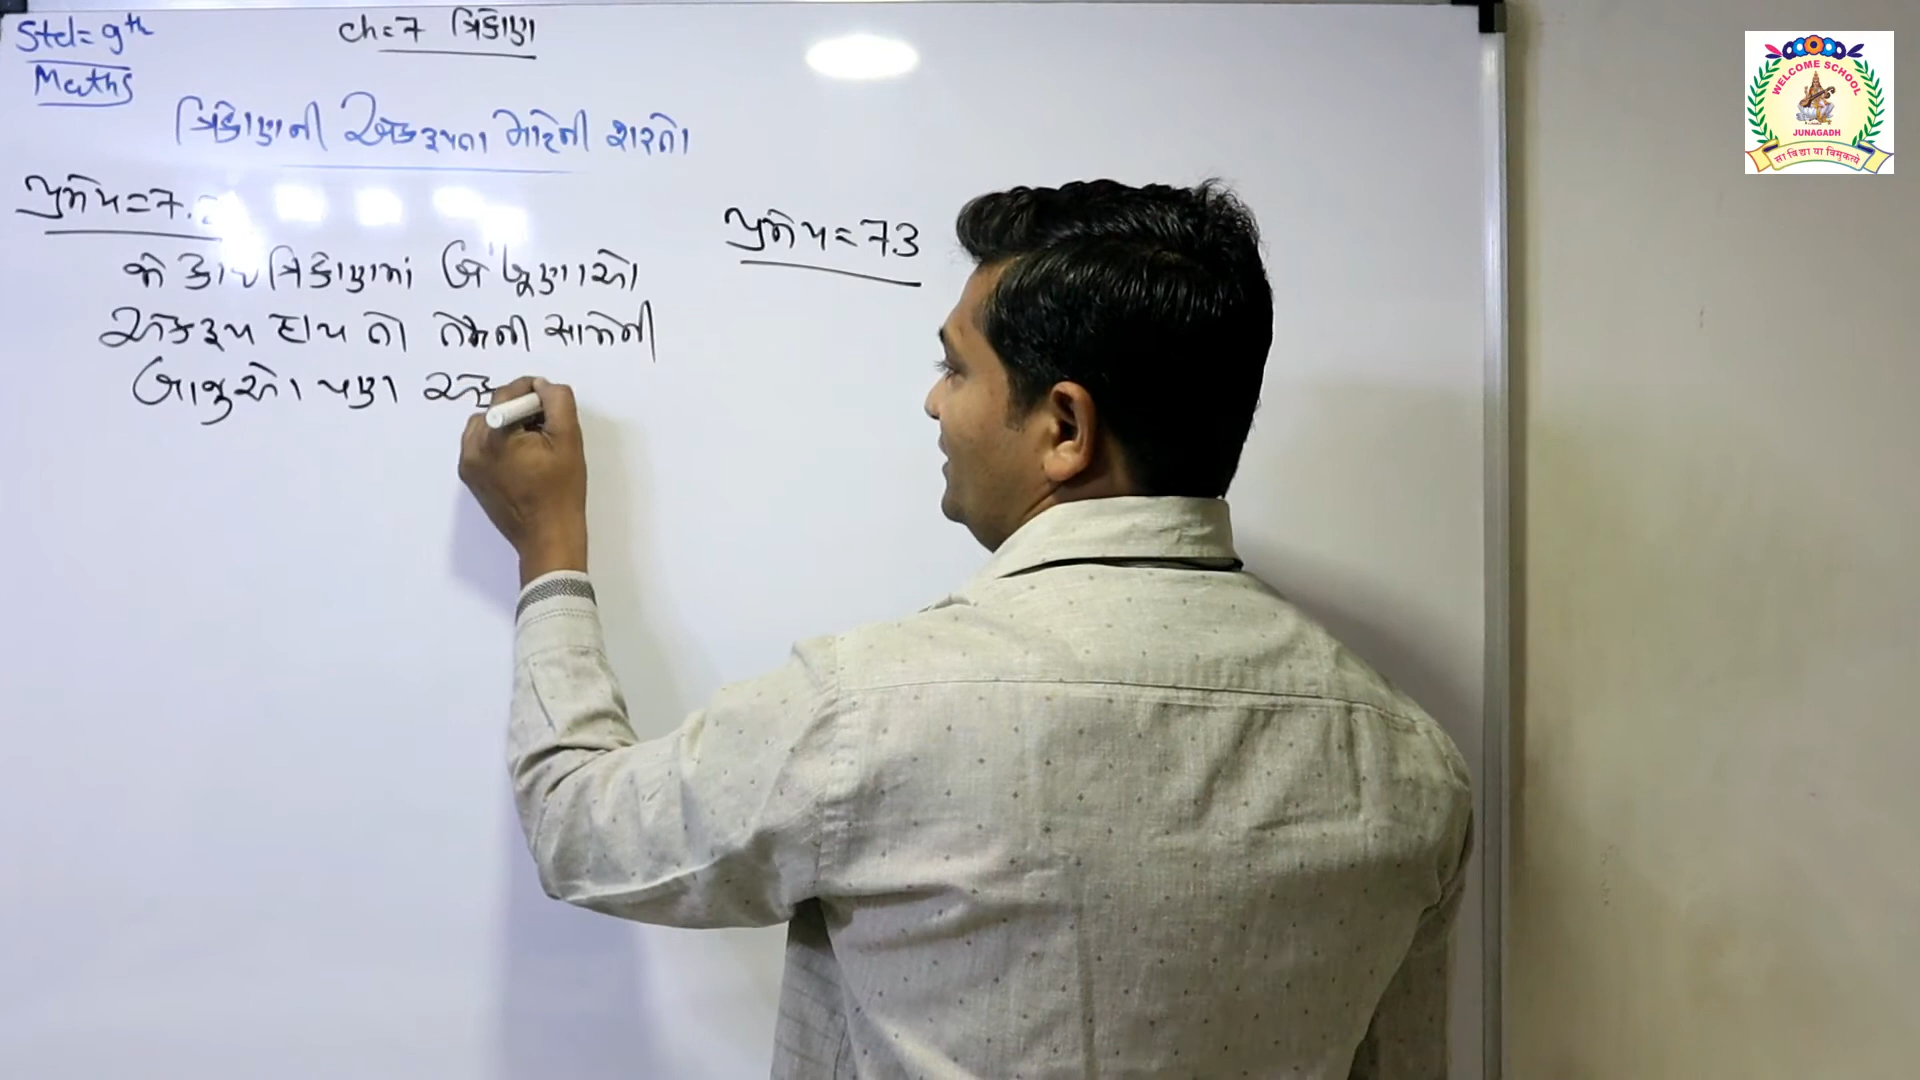 Std = 9th
Maths
ch = 7 ત્રિકોણ
ત્રિકોણની એકરૂપતા માટેની શરતો
પ્રમેય = 7.2
જો કોઈ ત્રિકોણમાં બે ખૂણાઓ
એકરૂપ હોય તો તેમની સામેની
બાજુઓ પણ
પ્રમેય = 7.3
WELCOME SCHOOL
JUNAGADH
सा विद्या या विमुक्तये